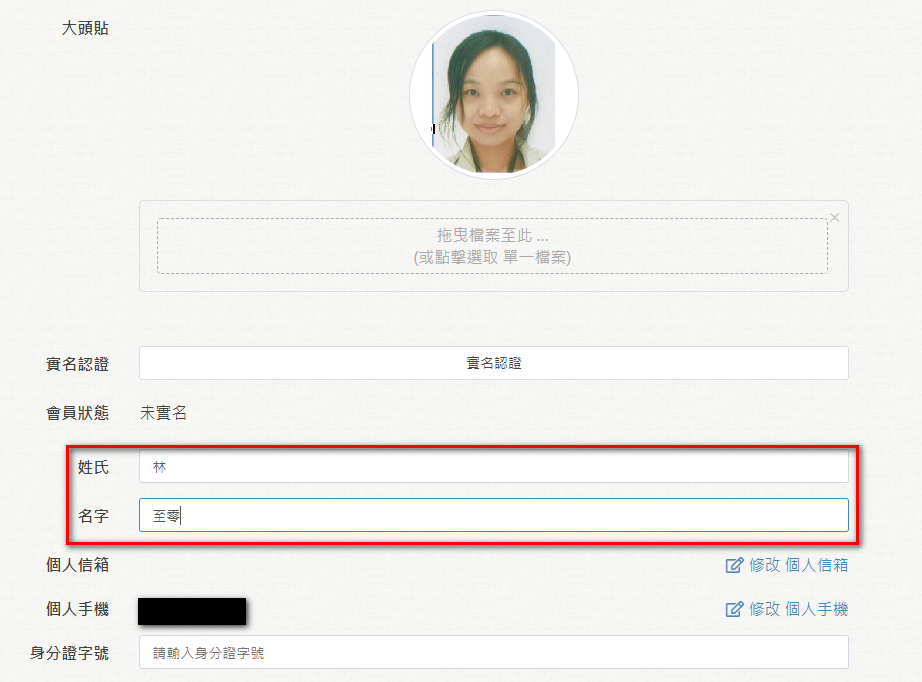 大頭貼
拖曳檔案至此 ...
(或點擊選取 單一檔案)
×
實名認證 實名認證
會員狀態 未實名
姓氏 林
名字 至零
個人信箱 修改 個人信箱
個人手機 修改 個人手機
身分證字號 請輸入身分證字號